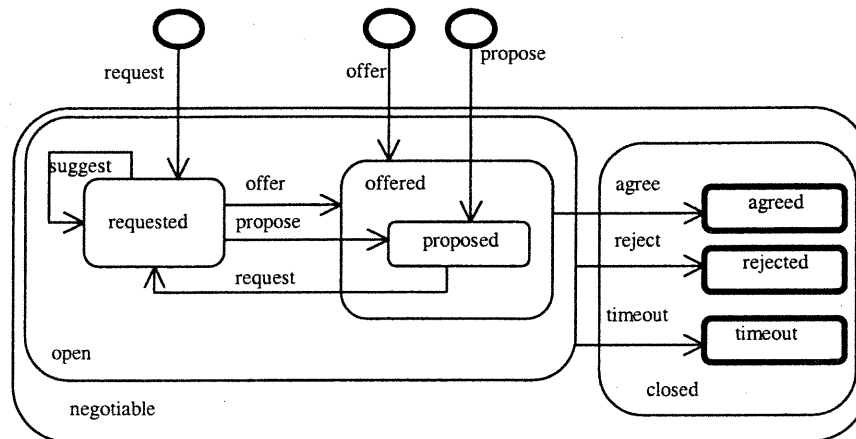 request
offer
propose
suggest
requested
offer
propose
request
offered
proposed
agree
reject
timeout
agreed
rejected
timeout
open
closed
negotiable